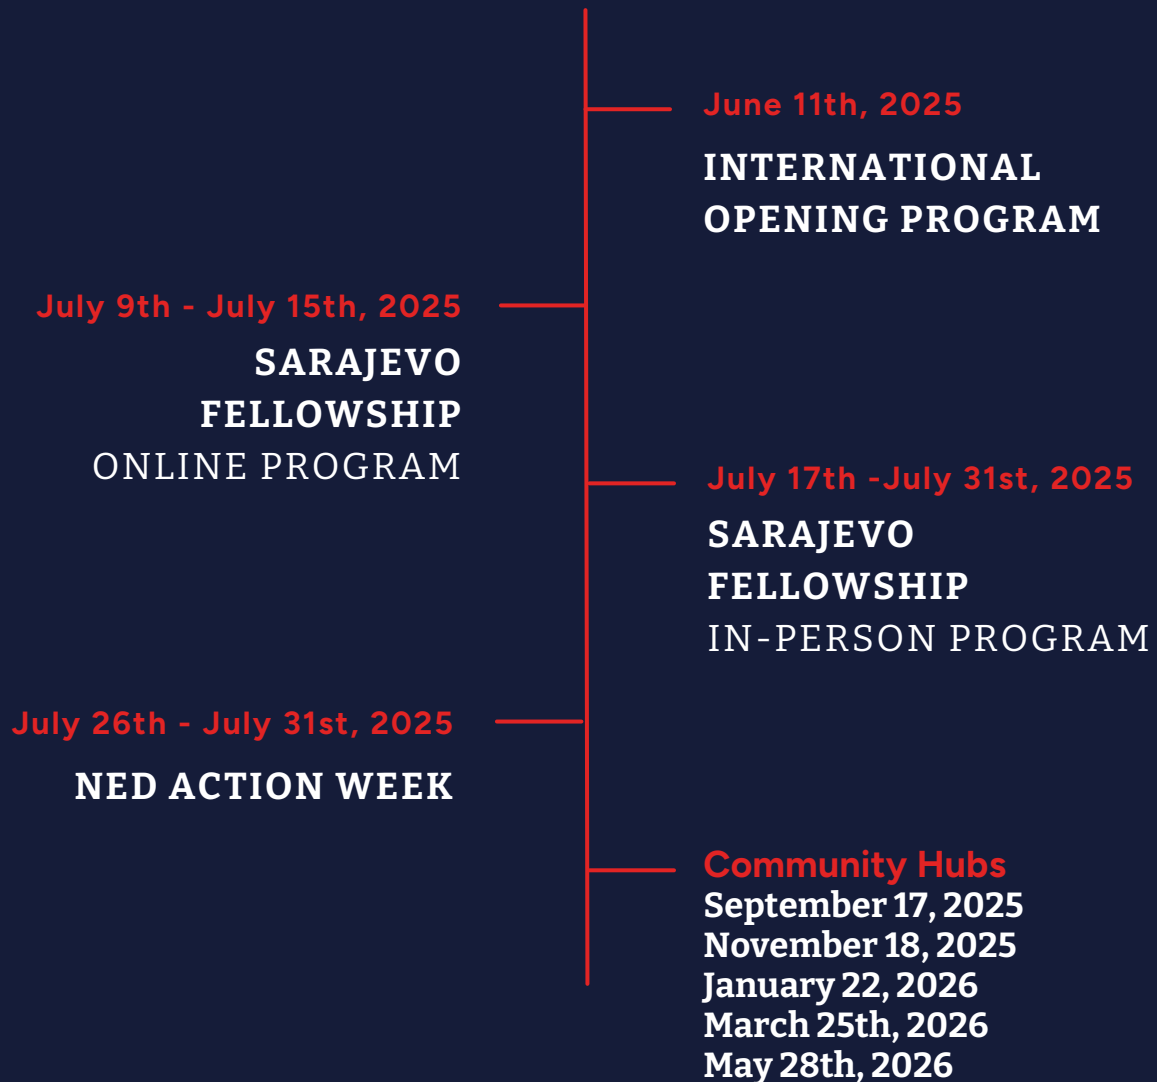 June 11th, 2025
INTERNATIONAL
OPENING PROGRAM
July 9th - July 15th, 2025
SARAJEVO
FELLOWSHIP
ONLINE PROGRAM
July 17th -July 31st, 2025
SARAJEVO
FELLOWSHIP
IN-PERSON PROGRAM
July 26th - July 31st, 2025
NED ACTION WEEK
Community Hubs
September 17, 2025
November 18, 2025
January 22, 2026
March 25th, 2026
May 28th, 2026